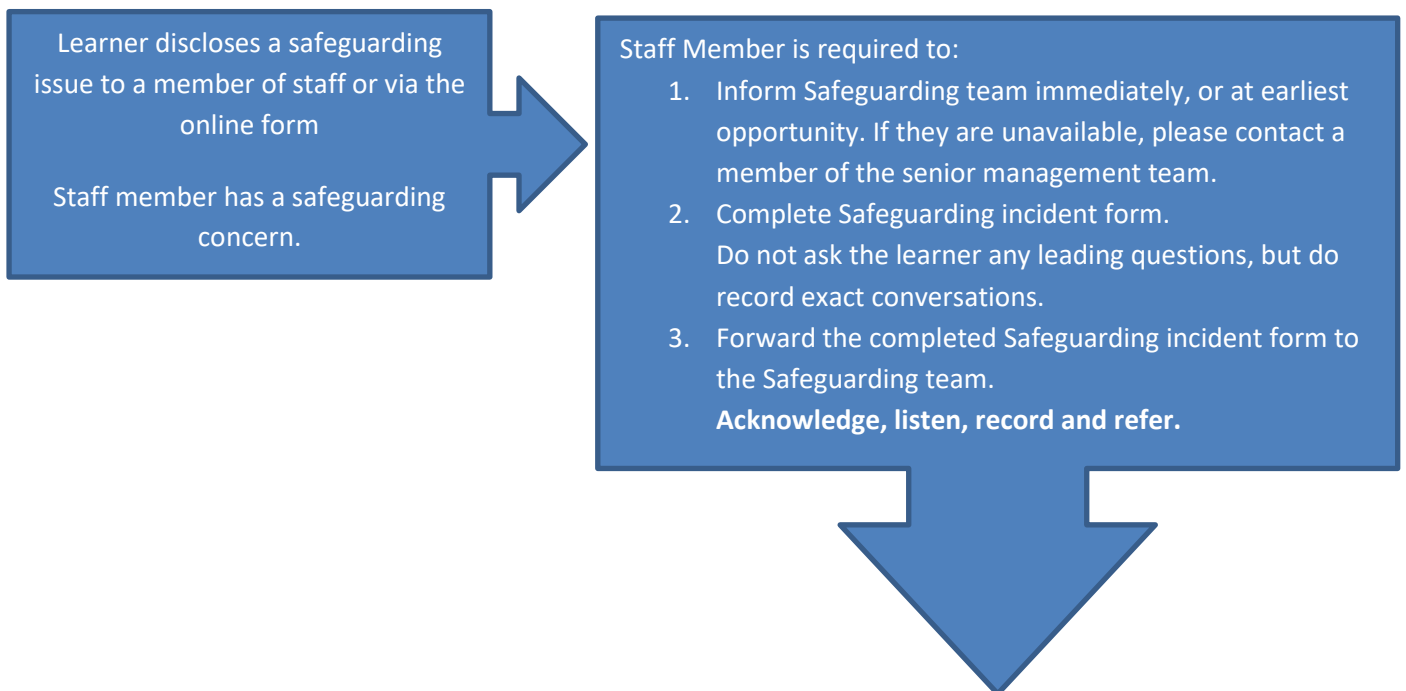 Learner discloses a safeguarding
issue to a member of staff or via the
online form
Staff member has a safeguarding
concern.
Staff Member is required to:
1. Inform Safeguarding team immediately, or at earliest
opportunity. If they are unavailable, please contact a
member of the senior management team.
2. Complete Safeguarding incident form.
Do not ask the learner any leading questions, but do
record exact conversations.
3. Forward the completed Safeguarding incident form to
the Safeguarding team.
Acknowledge, listen, record and refer.